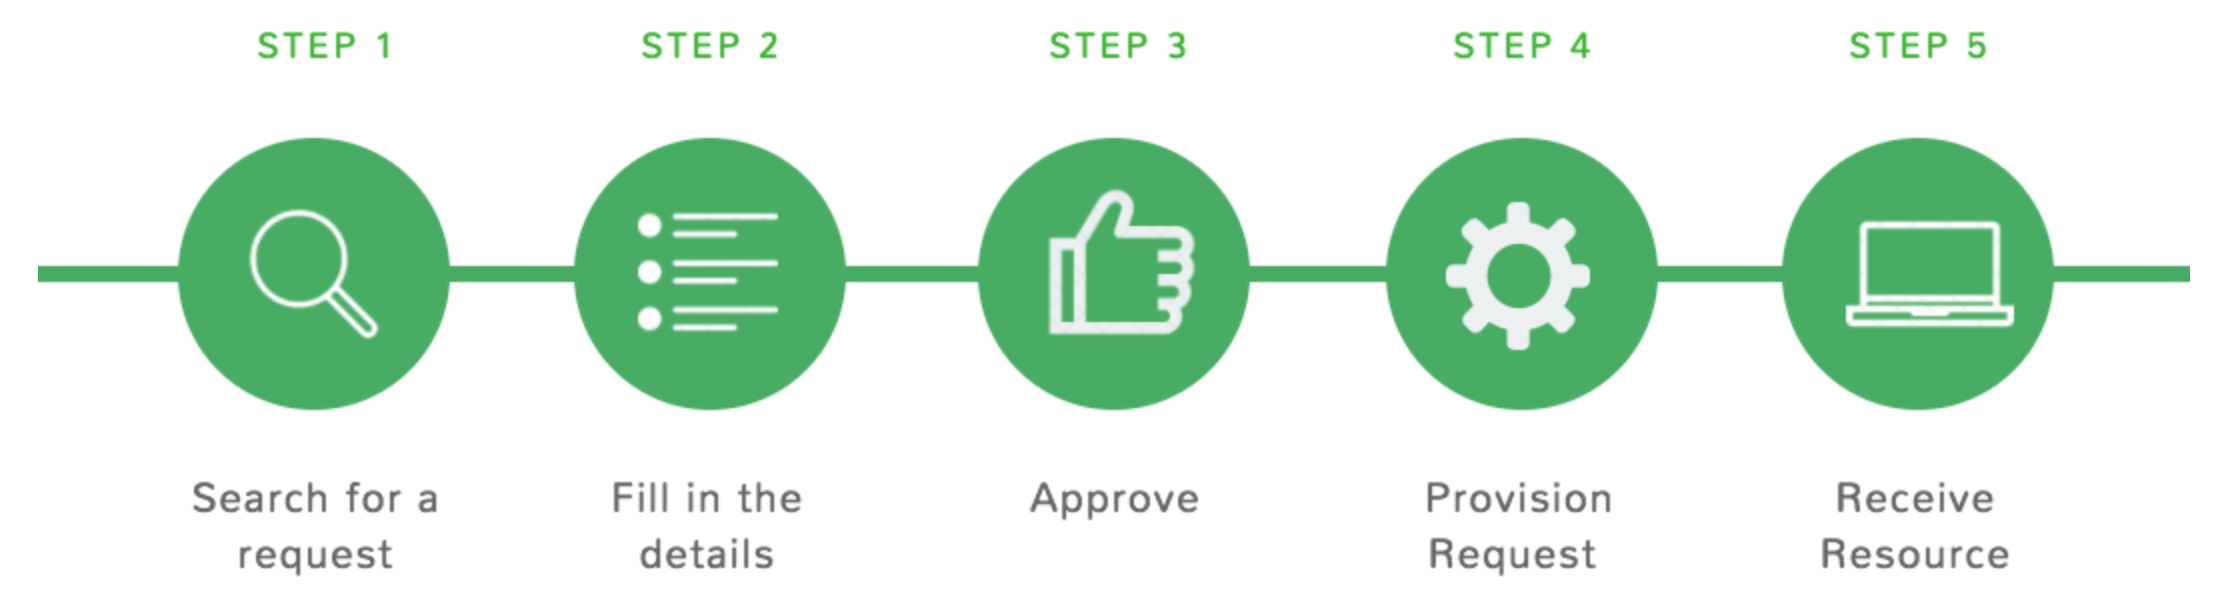 STEP 1
STEP 2
STEP 3
STEP 4
STEP 5
Search for a
request
Fill in the
details
Approve
Provision
Request
Receive
Resource